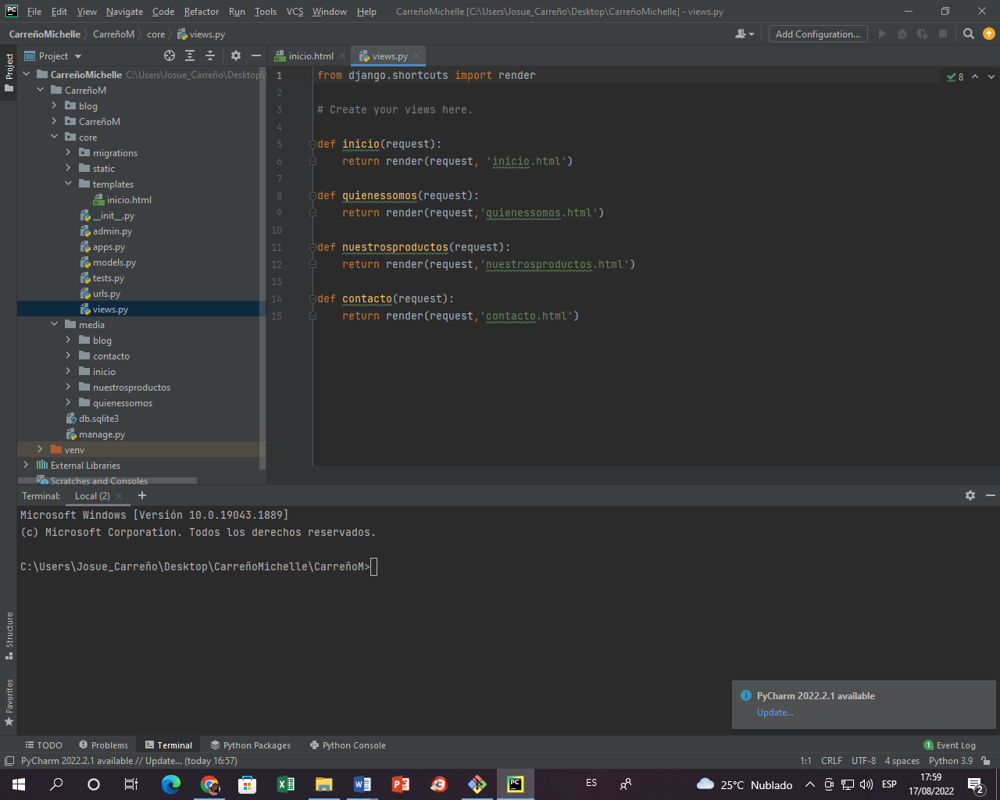 PC File Edit View Navigate Code Refactor Run Tools VCS Window Help CarreñoMichelle [C:\Users\Josue_Carreño\Desktop\CarreñoMichelle] - views.py
CarreñoMichelle CarreñoM core views.py Add Configuration...
Project
Project
inicio.html views.py
CarreñoMichelle C:\Users\Josue_Carreño\Desktop\
CarreñoM
blog
CarreñoM
core
migrations
static
templates
inicio.html
__init__.py
admin.py
apps.py
models.py
tests.py
urls.py
views.py
media
blog
contacto
inicio
nuestrosproductos
quienessomos
db.sqlite3
manage.py
venv
External Libraries
Scratches and Consoles
8
1 from django.shortcuts import render
2
3 # Create your views here.
4
5 def inicio(request):
6 return render(request, 'inicio.html')
7
8 def quienessomos(request):
9 return render(request,'quienessomos.html')
10
11 def nuestrosproductos(request):
12 return render(request,'nuestrosproductos.html')
13
14 def contacto(request):
15 return render(request,'contacto.html')
Terminal: Local (2)
Microsoft Windows [Versión 10.0.19043.1889]
(c) Microsoft Corporation. Todos los derechos reservados.
C:\Users\Josue_Carreño\Desktop\CarreñoMichelle\CarreñoM>
Structure
Favorites
PyCharm 2022.2.1 available
Update...
TODO Problems Terminal Python Packages Python Console 1 Event Log
PyCharm 2022.2.1 available // Update... (today 16:57) 1:1 CRLF UTF-8 4 spaces Python 3.9
ES 25°C Nublado ESP 17:59
17/08/2022 2